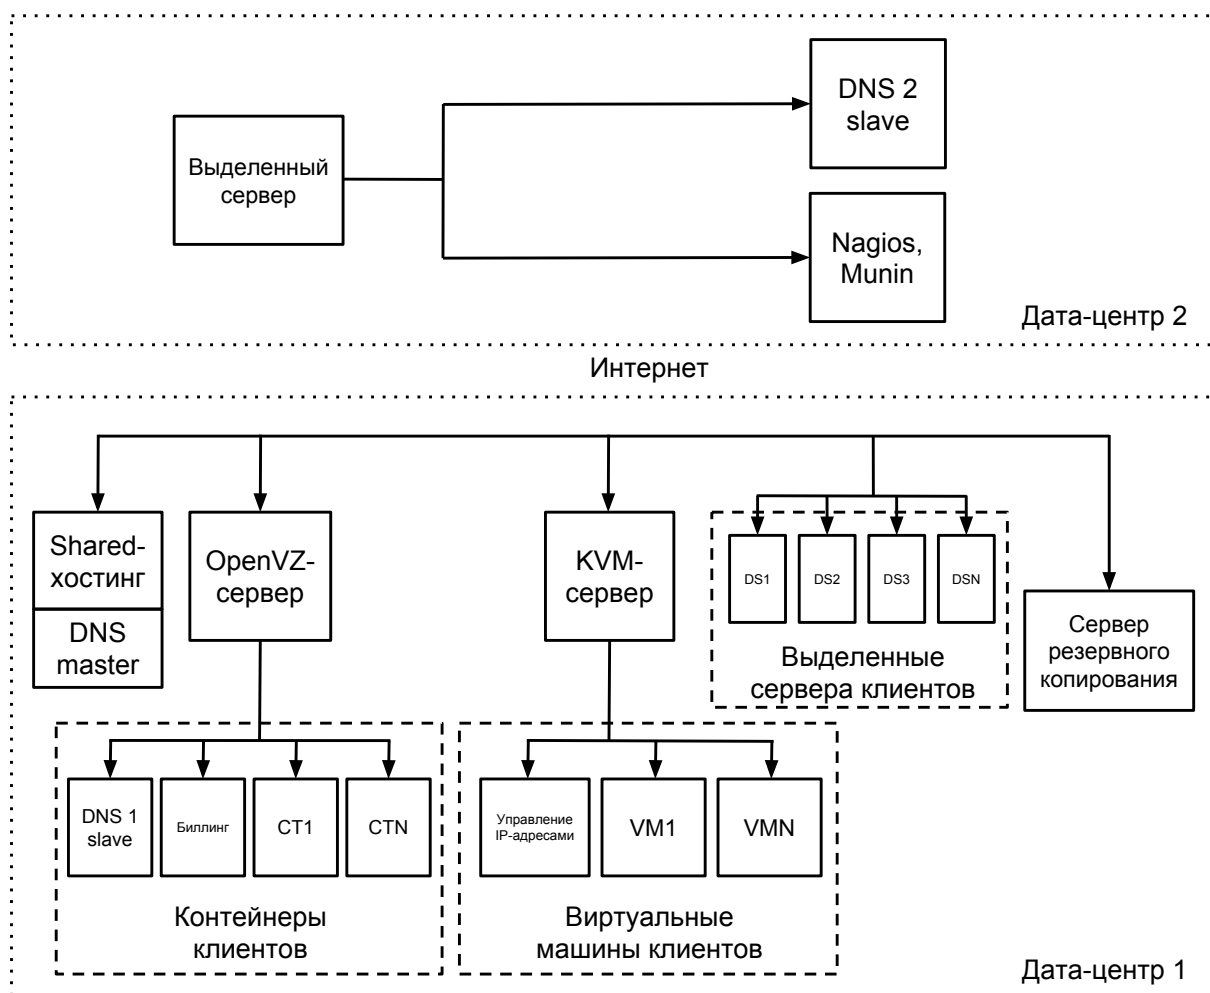 DNS 2
slave
Выделенный
сервер
Nagios,
Munin
Дата-центр 2
Интернет
Shared-
хостинг
DNS
master
OpenVZ-
сервер
KVM-
сервер
DS1
DS2
DS3
DSN
Выделенные
сервера клиентов
Сервер
резервного
копирования
DNS 1
slave
Биллинг
CT1
CTN
Контейнеры
клиентов
Управление
IP-адресами
VM1
VMN
Виртуальные
машины клиентов
Дата-центр 1